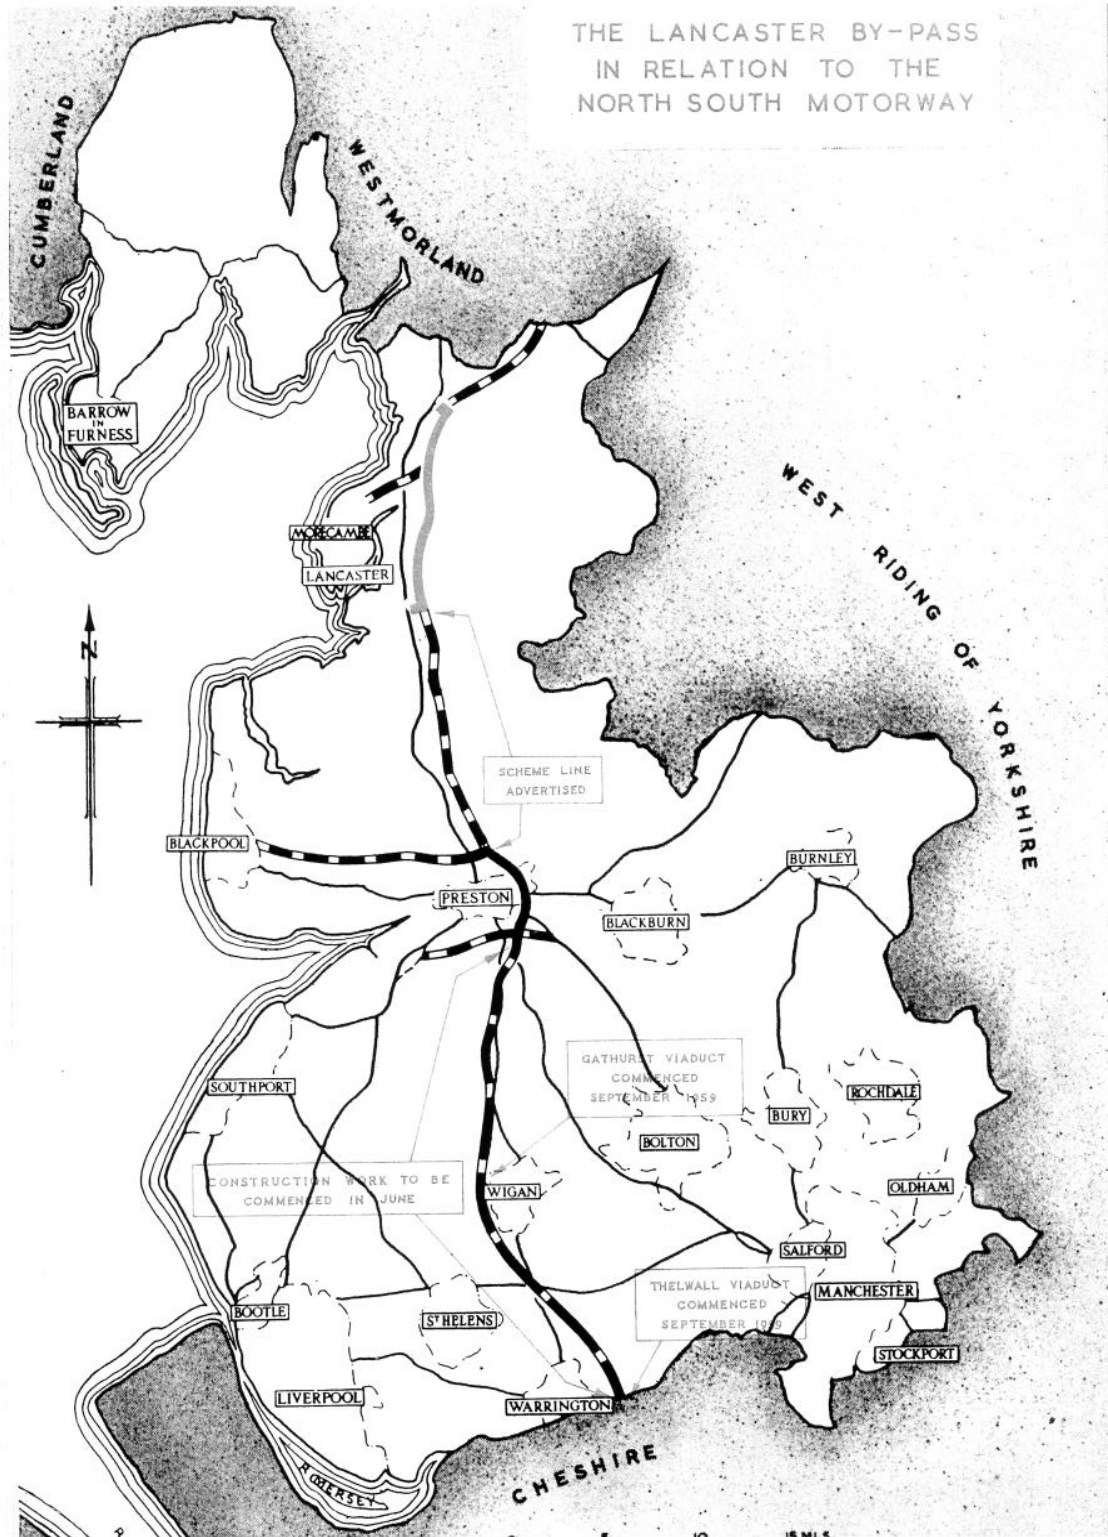 THE LANCASTER BY-PASS
IN RELATION TO THE
NORTH SOUTH MOTORWAY
CUMBERLAND
WESTMORLAND
BARROW
IN
FURNESS
WEST RIDING OF YORKSHIRE
MORECAMBE
LANCASTER
N
SCHEME LINE
ADVERTISED
BLACKPOOL
BURNLEY
PRESTON
BLACKBURN
GATHURST VIADUCT
COMMENCED
SEPTEMBER 1959
SOUTHPORT
ROCHDALE
BURY
BOLTON
CONSTRUCTION WORK TO BE
COMMENCED IN JUNE
WIGAN
OLDHAM
SALFORD
THELWALL VIADUCT
COMMENCED
SEPTEMBER 1959
MANCHESTER
BOOTLE
ST HELENS
STOCKPORT
LIVERPOOL
WARRINGTON
R. MERSEY
CHESHIRE
R
10